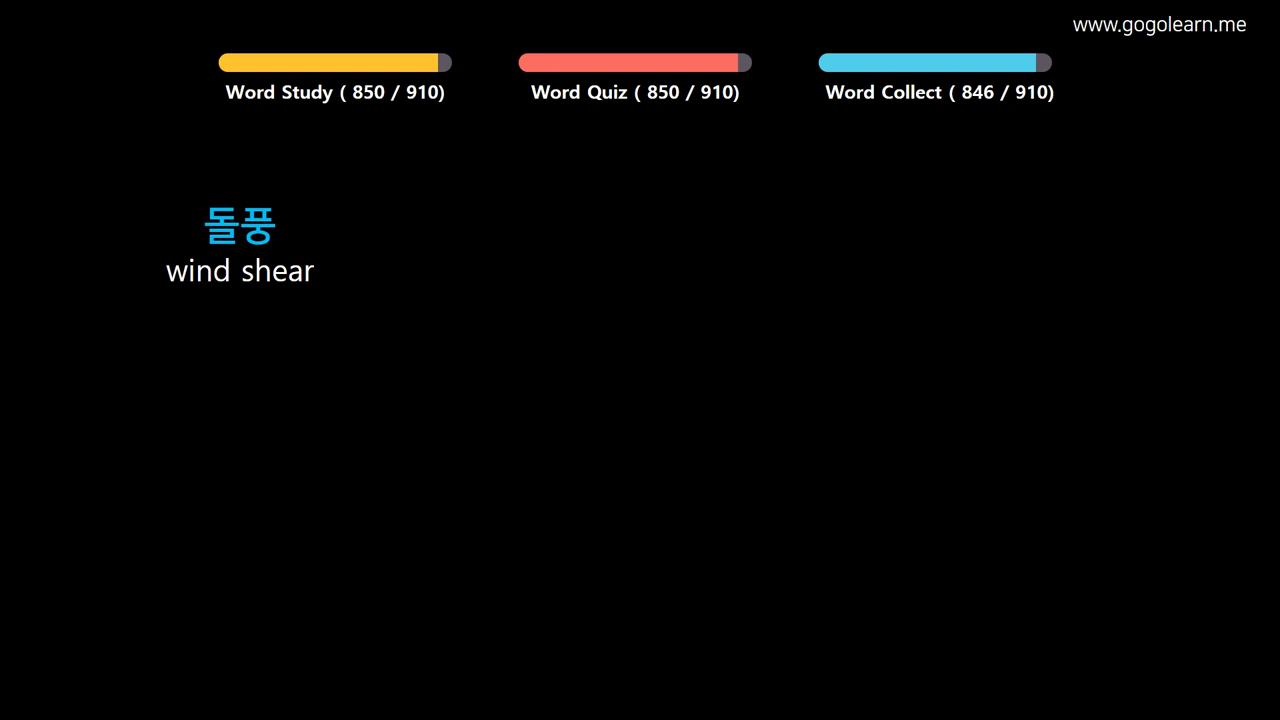 www.gogolearn.me
Word Study ( 850 / 910)
Word Quiz ( 850 / 910)
Word Collect ( 846 / 910)
돌풍
wind shear